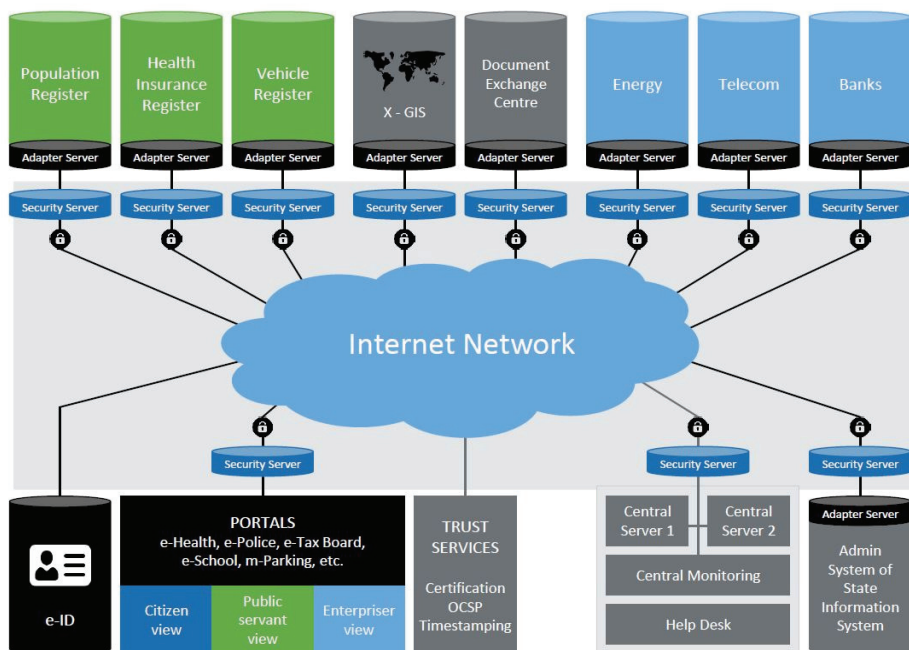 Population
Register
Health
Insurance
Register
Vehicle
Register
X - GIS
Document
Exchange
Centre
Energy
Telecom
Banks
Adapter Server
Adapter Server
Adapter Server
Adapter Server
Adapter Server
Adapter Server
Adapter Server
Adapter Server
Security Server
Security Server
Security Server
Security Server
Security Server
Security Server
Security Server
Security Server
Internet Network
Security Server
Security Server
Security Server
e-ID
PORTALS
e-Health, e-Police, e-Tax Board,
e-School, m-Parking, etc.
Citizen
view
Public
servant
view
Enterpriser
view
TRUST
SERVICES
Certification
OCSP
Timestamping
Central
Server 1
Central
Server 2
Central Monitoring
Help Desk
Adapter Server
Admin
System of
State
Information
System